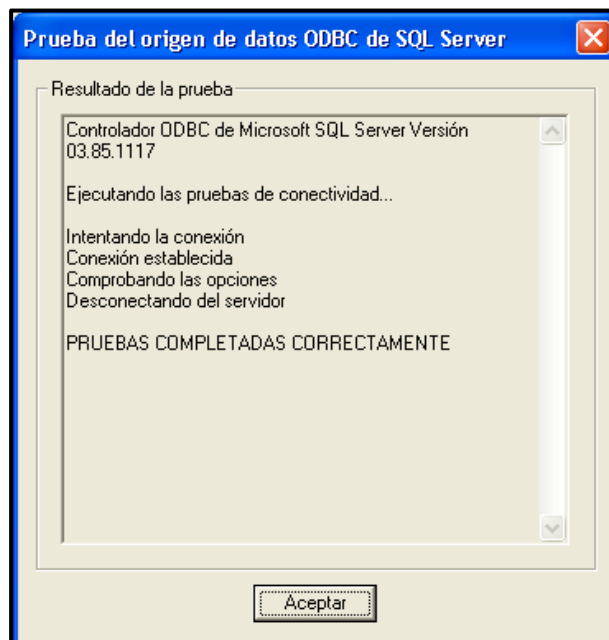 Prueba del origen de datos ODBC de SQL Server
Resultado de la prueba
Controlador ODBC de Microsoft SQL Server Versión
03.85.1117
Ejecutando las pruebas de conectividad...
Intentando la conexión
Conexión establecida
Comprobando las opciones
Desconectando del servidor
PRUEBAS COMPLETADAS CORRECTAMENTE
Aceptar